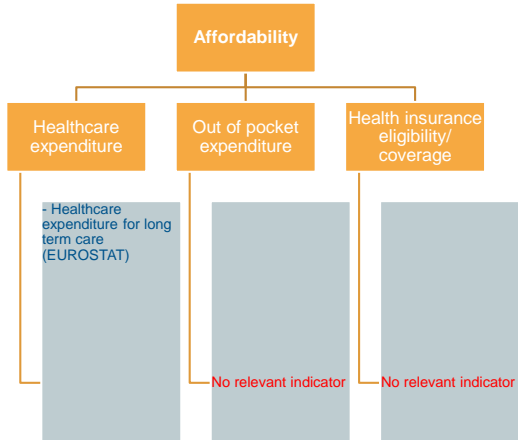 Affordability
Healthcare
expenditure
Out of pocket
expenditure
Health insurance
eligibility/
coverage
- Healthcare
expenditure for long
term care
(EUROSTAT)
No relevant indicator
No relevant indicator